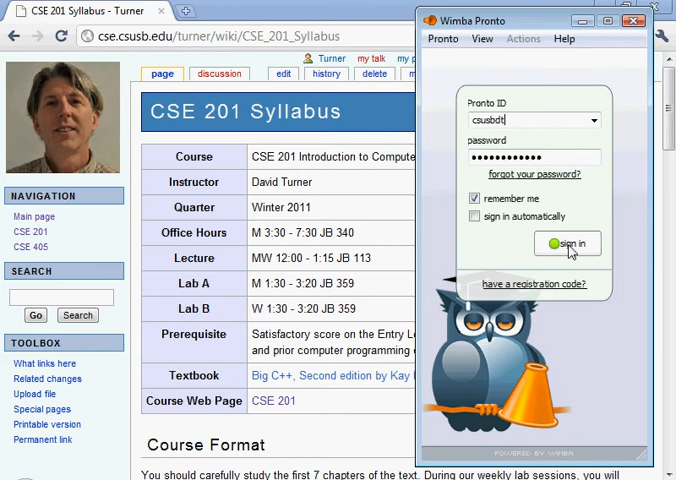 CSE 201 Syllabus - Turner
cse.csusb.edu/turner/wiki/CSE_201_Syllabus
Turner my talk my p
page discussion edit history delete m
NAVIGATION
Main page
CSE 201
CSE 405
SEARCH
Go Search
TOOLBOX
What links here
Related changes
Upload file
Special pages
Printable version
Permanent link
CSE 201 Syllabus
Course CSE 201 Introduction to Compute
Instructor David Turner
Quarter Winter 2011
Office Hours M 3:30 - 7:30 JB 340
Lecture MW 12:00 - 1:15 JB 113
Lab A M 1:30 - 3:20 JB 359
Lab B W 1:30 - 3:20 JB 359
Prerequisite Satisfactory score on the Entry L
and prior computer programming
Textbook Big C++, Second edition by Kay
Course Web Page CSE 201
Course Format
You should carefully study the first 7 chapters of the text. During our weekly lab sessions, you will
Wimba Pronto
Pronto View Actions Help
Pronto ID
csusbdt
password
forgot your password?
remember me
sign in automatically
sign in
have a registration code?
POWERED BY WIMBA